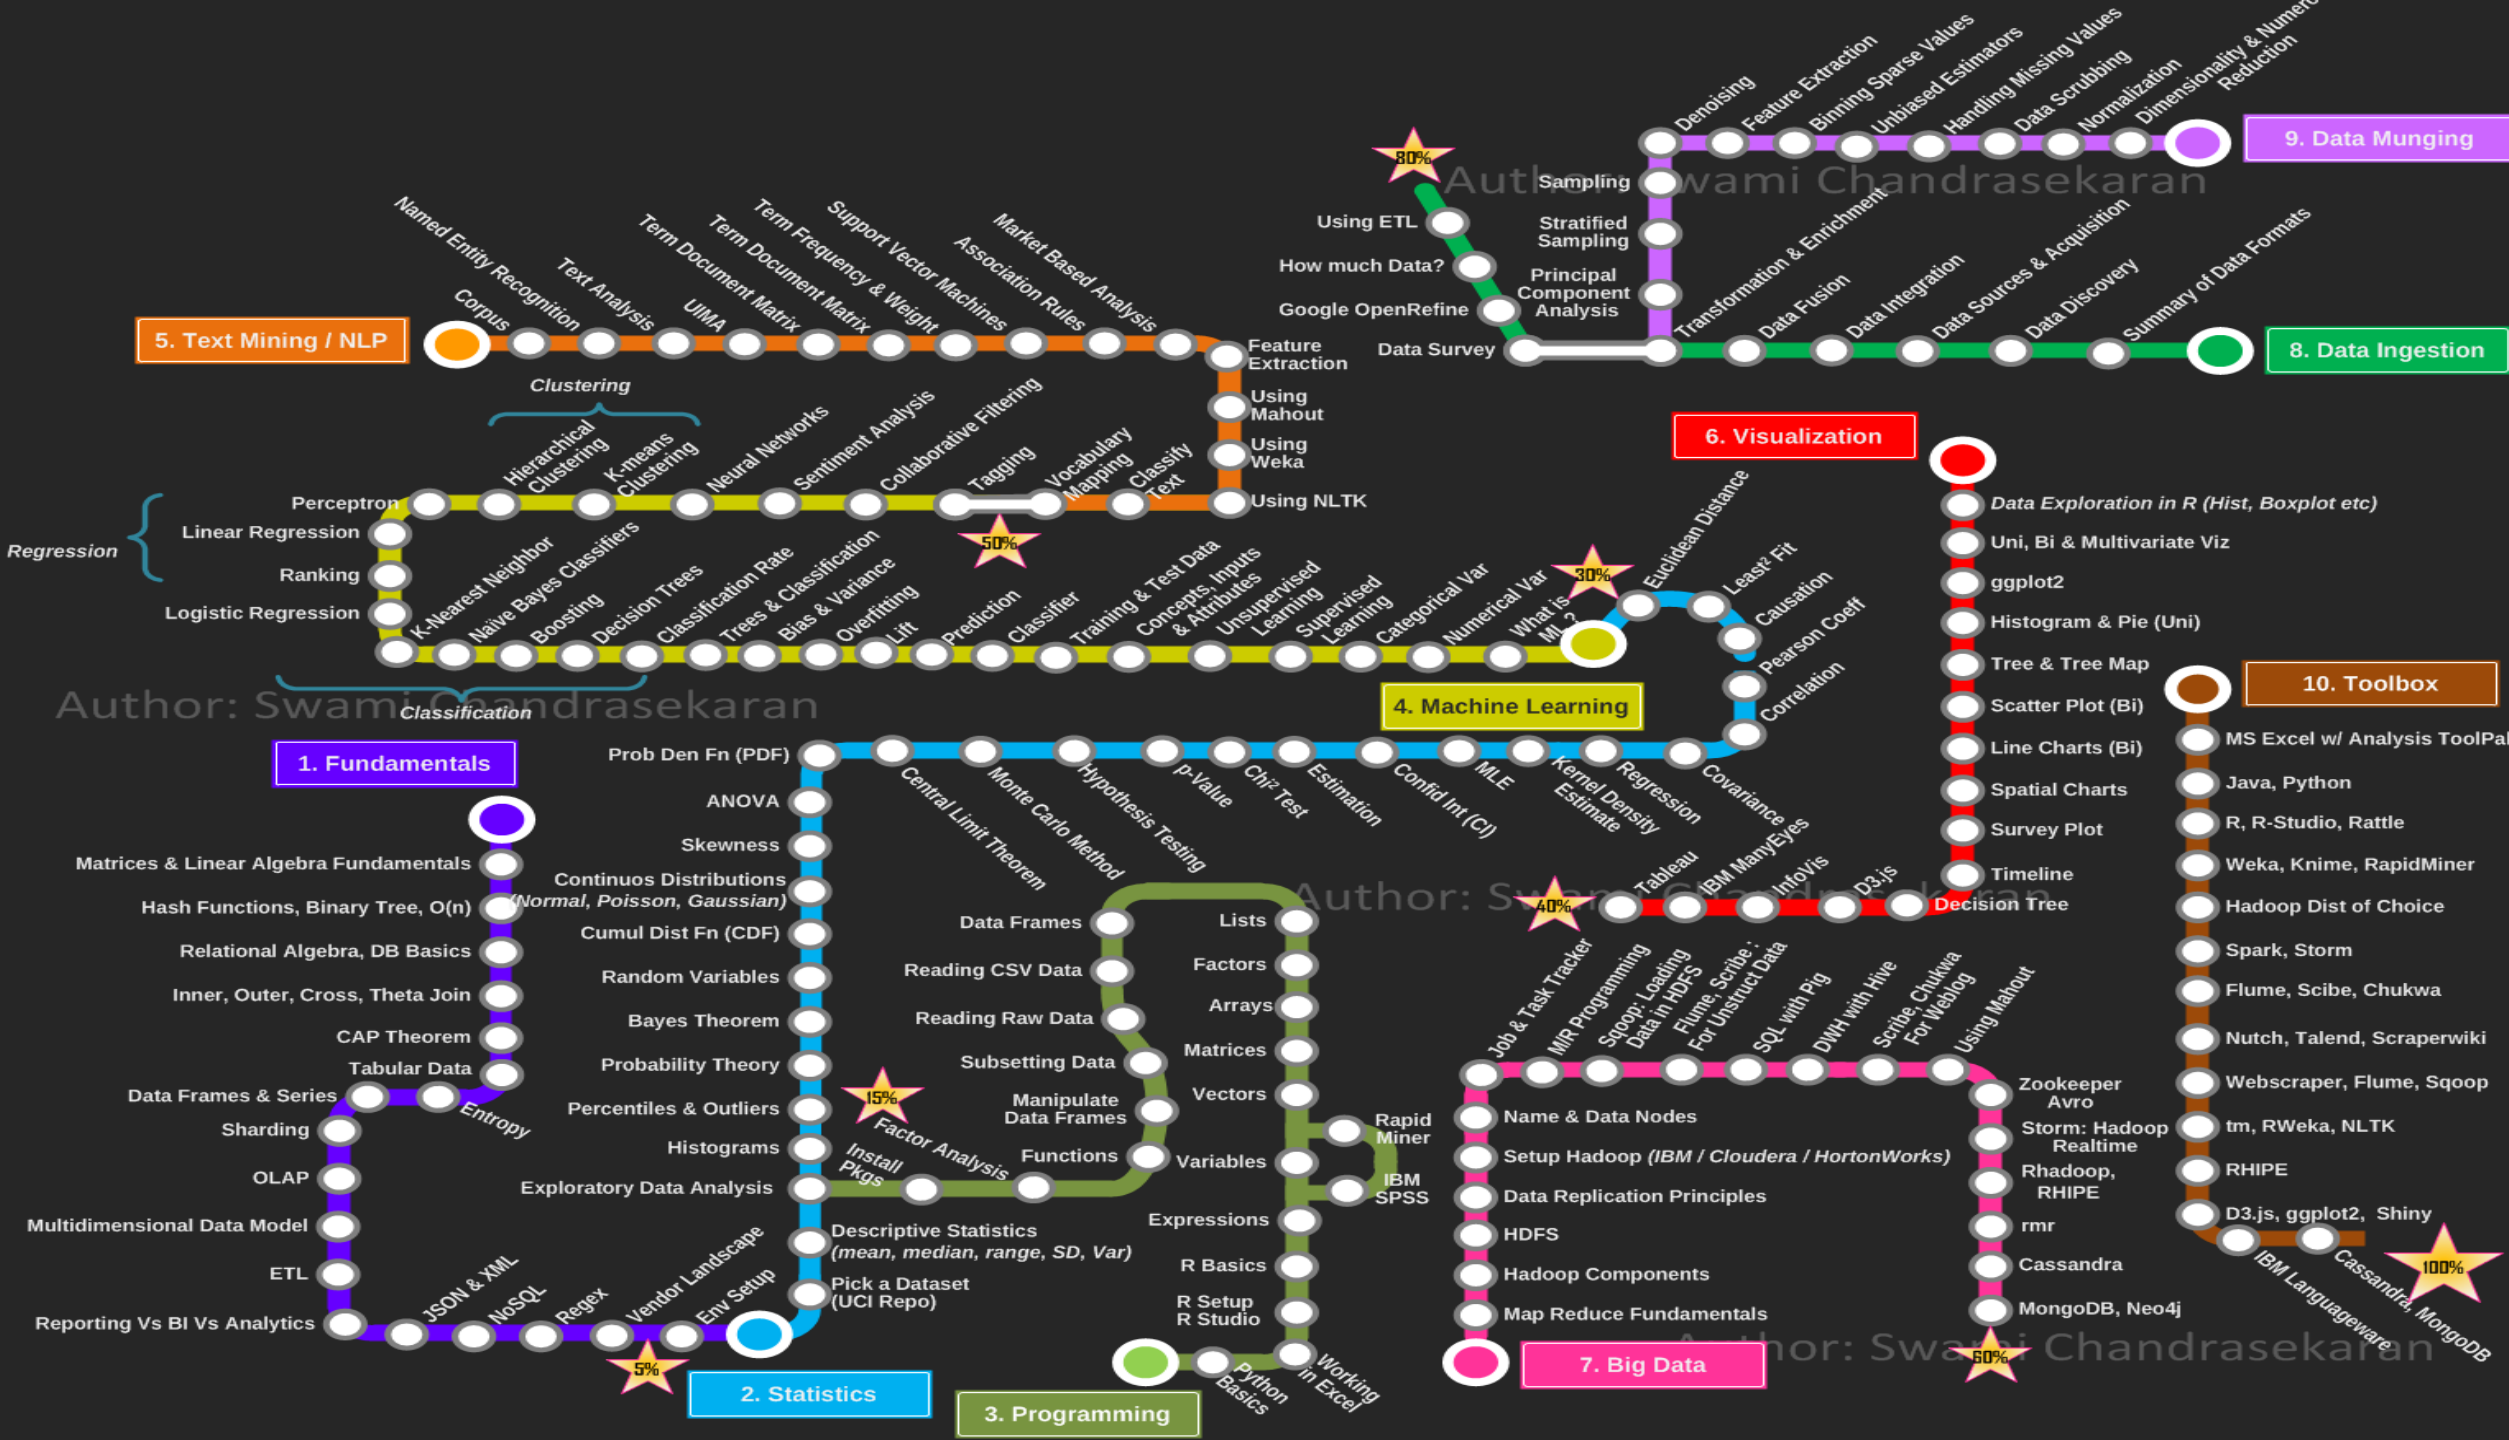 Denoising
Feature Extraction
Binning Sparse Values
Unbiased Estimators
Handling Missing Values
Data Scrubbing
Normalization
Dimensionality & Numero
Reduction
9. Data Munging
80%
Author: Swami Chandrasekaran
Sampling
Stratified
Sampling
Principal
Component
Analysis
Using ETL
How much Data?
Google OpenRefine
Data Survey
Transformation & Enrichment
Data Fusion
Data Integration
Data Sources & Acquisition
Data Discovery
Summary of Data Formats
8. Data Ingestion
5. Text Mining / NLP
Corpus
Named Entity Recognition
Text Analysis
UIMA
Term Document Matrix
Term Document Matrix
Term Frequency & Weight
Support Vector Machines
Association Rules
Market Based Analysis
Feature
Extraction
Using
Mahout
Using
Weka
Using NLTK
Classify
Text
Vocabulary
Mapping
50%
Tagging
Collaborative Filtering
Sentiment Analysis
Neural Networks
K-means
Clustering
Hierarchical
Clustering
Clustering
Perceptron
Linear Regression
Ranking
Logistic Regression
Regression
K-Nearest Neighbor
Naïve Bayes Classifiers
Boosting
Decision Trees
Classification Rate
Trees & Classification
Bias & Variance
Overfitting
Lift
Prediction
Classifier
Training & Test Data
Concepts, Inputs
& Attributes
Unsupervised
Learning
Supervised
Learning
Categorical Var
Numerical Var
What is
ML?
30%
4. Machine Learning
Classification
Author: Swami Chandrasekaran
Euclidean Distance
Least² Fit
Causation
Pearson Coeff
Correlation
Covariance
Regression
Kernel Density
Estimate
MLE
Confid Int (CI)
Estimation
Chi² Test
p-Value
Hypothesis Testing
Monte Carlo Method
Central Limit Theorem
Prob Den Fn (PDF)
ANOVA
Skewness
Continuos Distributions
(Normal, Poisson, Gaussian)
Cumul Dist Fn (CDF)
Random Variables
Bayes Theorem
Probability Theory
Percentiles & Outliers
Histograms
Exploratory Data Analysis
Descriptive Statistics
(mean, median, range, SD, Var)
Pick a Dataset
(UCI Repo)
2. Statistics
1. Fundamentals
Matrices & Linear Algebra Fundamentals
Hash Functions, Binary Tree, O(n)
Relational Algebra, DB Basics
Inner, Outer, Cross, Theta Join
CAP Theorem
Tabular Data
Entropy
Data Frames & Series
Sharding
OLAP
Multidimensional Data Model
ETL
Reporting Vs BI Vs Analytics
JSON & XML
NoSQL
Regex
Vendor Landscape
Env Setup
5%
15%
Install
Pkgs
Factor Analysis
Functions
Manipulate
Data Frames
Subsetting Data
Reading Raw Data
Reading CSV Data
Data Frames
Lists
Factors
Arrays
Matrices
Vectors
Rapid
Miner
Variables
IBM
SPSS
Expressions
R Basics
R Setup
R Studio
Working
in Excel
Python
Basics
3. Programming
6. Visualization
Data Exploration in R (Hist, Boxplot etc)
Uni, Bi & Multivariate Viz
ggplot2
Histogram & Pie (Uni)
Tree & Tree Map
Scatter Plot (Bi)
Line Charts (Bi)
Spatial Charts
Survey Plot
Timeline
Decision Tree
D3.js
InfoVis
IBM ManyEyes
Tableau
40%
Author: Swami Chandrasekaran
Job & Task Tracker
M/R Programming
Sqoop: Loading
Data in HDFS
Flume, Scribe :
For Unstruct Data
SQL with Pig
DWH with Hive
Scribe, Chukwa
For Weblog
Using Mahout
Zookeeper
Avro
Storm: Hadoop
Realtime
Rhadoop,
RHIPE
rmr
Cassandra
MongoDB, Neo4j
60%
Name & Data Nodes
Setup Hadoop (IBM / Cloudera / HortonWorks)
Data Replication Principles
HDFS
Hadoop Components
Map Reduce Fundamentals
7. Big Data
Author: Swami Chandrasekaran
10. Toolbox
MS Excel w/ Analysis ToolPa
Java, Python
R, R-Studio, Rattle
Weka, Knime, RapidMiner
Hadoop Dist of Choice
Spark, Storm
Flume, Scibe, Chukwa
Nutch, Talend, Scraperwiki
Webscraper, Flume, Sqoop
tm, RWeka, NLTK
RHIPE
D3.js, ggplot2, Shiny
IBM Languageware
Cassandra, MongoDB
100%